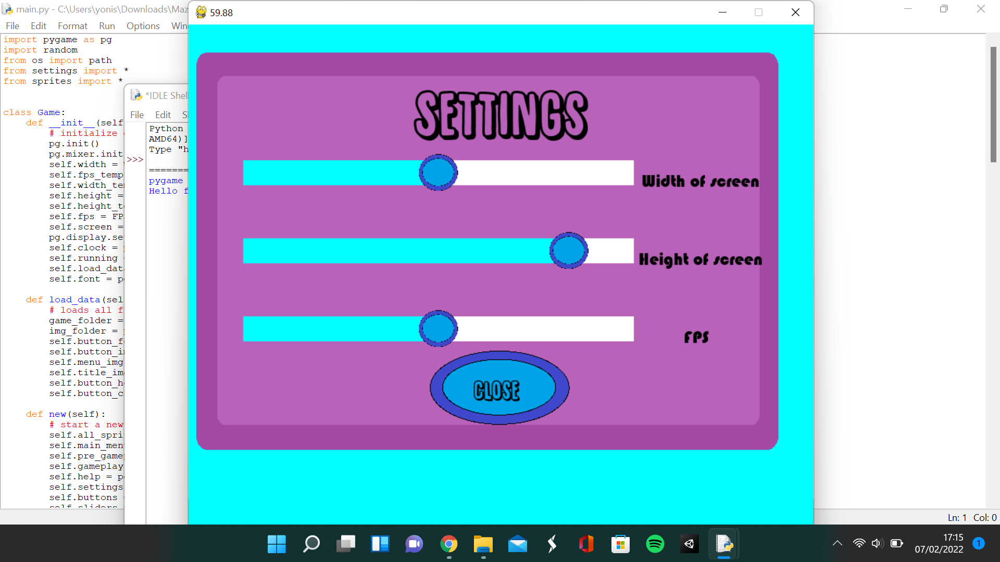 main.py - C:\Users\yonis\Downloads\Maz
File Edit Format Run Options Win
import pygame as pg
import random
from os import path
from settings import *
from sprites import *
class Game:
def __init__(self
# initialize
pg.init()
pg.mixer.init
self.width =
self.fps_temp
self.width_te
self.height =
self.height_t
self.fps = FP
self.screen =
pg.display.se
self.clock =
self.running
self.load_dat
self.font = p
def load_data(sel
# loads all f
game_folder =
img_folder =
self.button_f
self.button_i
self.menu_img
self.title_im
self.button_h
self.button_c
def new(self):
# start a new
self.all_spri
self.main_men
self.pre_game
self.gameplay
self.help = p
self.settings
self.buttons
self.sliders
*IDLE Shel
File Edit S
Python
AMD64)]
Type "h
>>>
=======
pygame
Hello f
59.88
SETTINGS
Width of screen
Height of screen
FPS
CLOSE
Ln: 1 Col: 0
17:15
07/02/2022
1